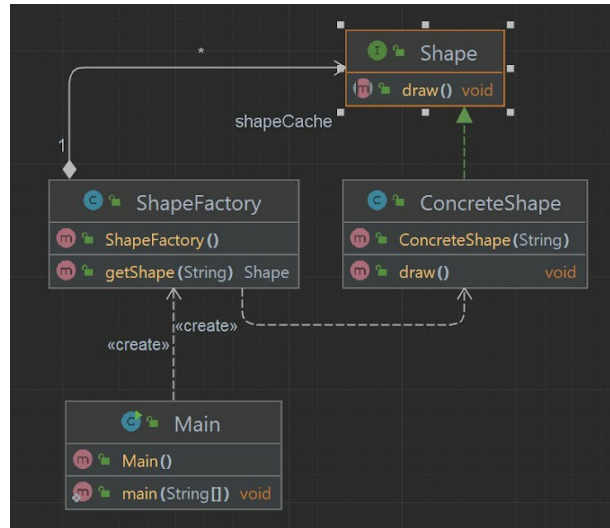 *
Shape
draw() void
shapeCache
1
ShapeFactory
ShapeFactory()
getShape(String) Shape
ConcreteShape
ConcreteShape(String)
draw() void
«create»
«create»
Main
Main()
main(String[]) void